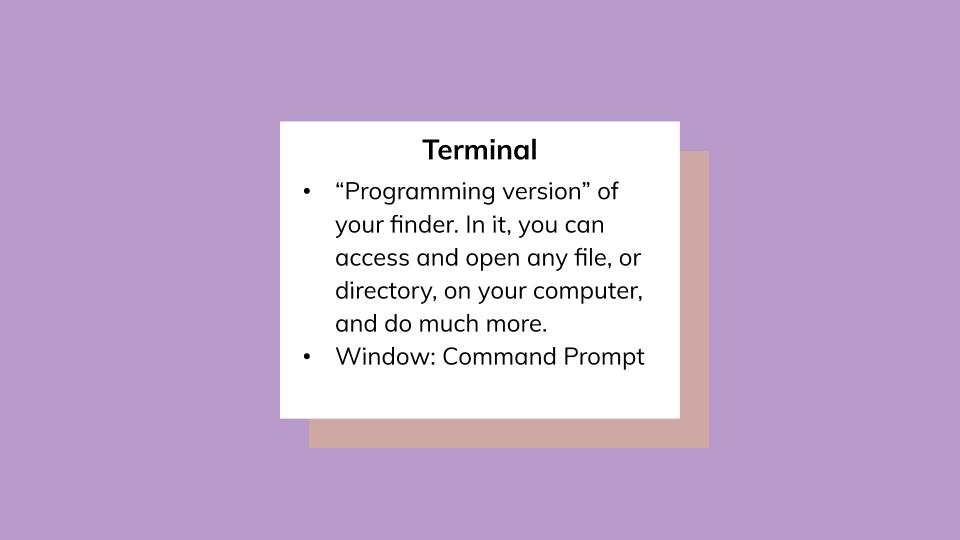 Terminal
• “Programming version” of
your finder. In it, you can
access and open any file, or
directory, on your computer,
and do much more.
• Window: Command Prompt